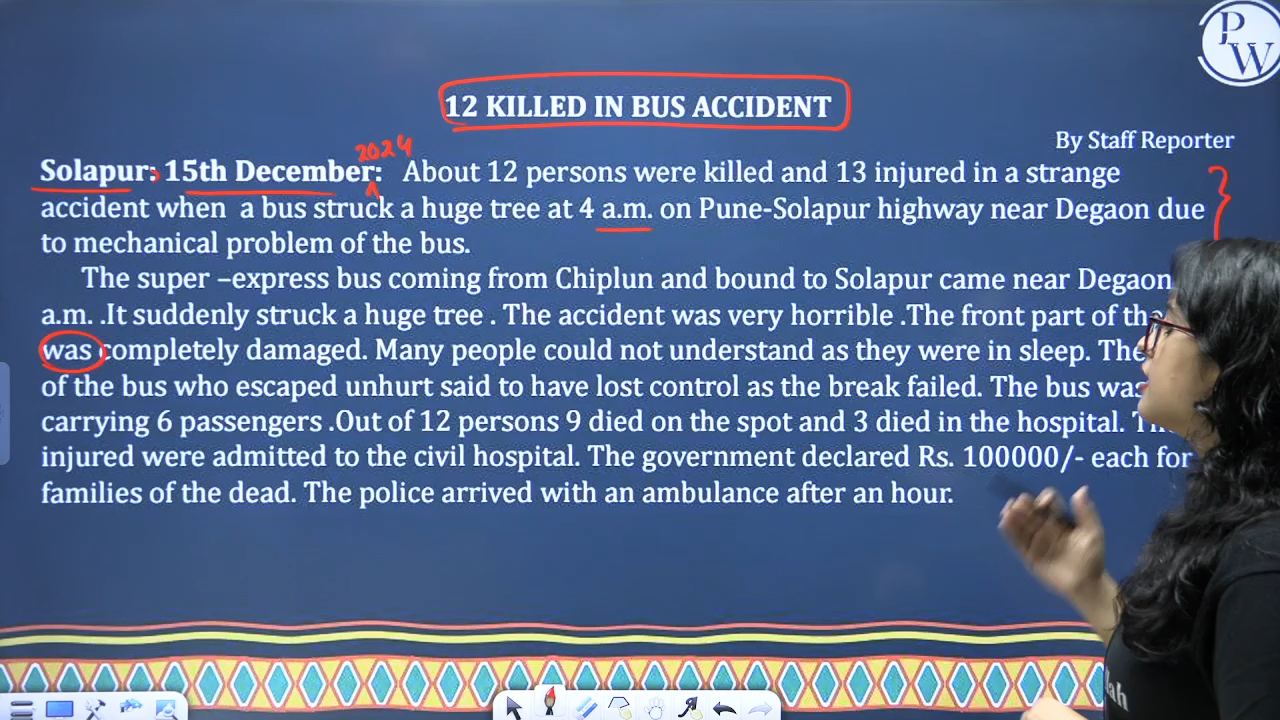 PW
12 KILLED IN BUS ACCIDENT
By Staff Reporter
2024
Solapur: 15th December: About 12 persons were killed and 13 injured in a strange
accident when a bus struck a huge tree at 4 a.m. on Pune-Solapur highway near Degaon due
to mechanical problem of the bus.
The super –express bus coming from Chiplun and bound to Solapur came near Degaon
a.m. .It suddenly struck a huge tree . The accident was very horrible .The front part of
was completely damaged. Many people could not understand as they were in sleep.
of the bus who escaped unhurt said to have lost control as the break failed. The bus was
carrying 6 passengers .Out of 12 persons 9 died on the spot and 3 died in the hospital.
injured were admitted to the civil hospital. The government declared Rs. 100000/- each for
families of the dead. The police arrived with an ambulance after an hour.